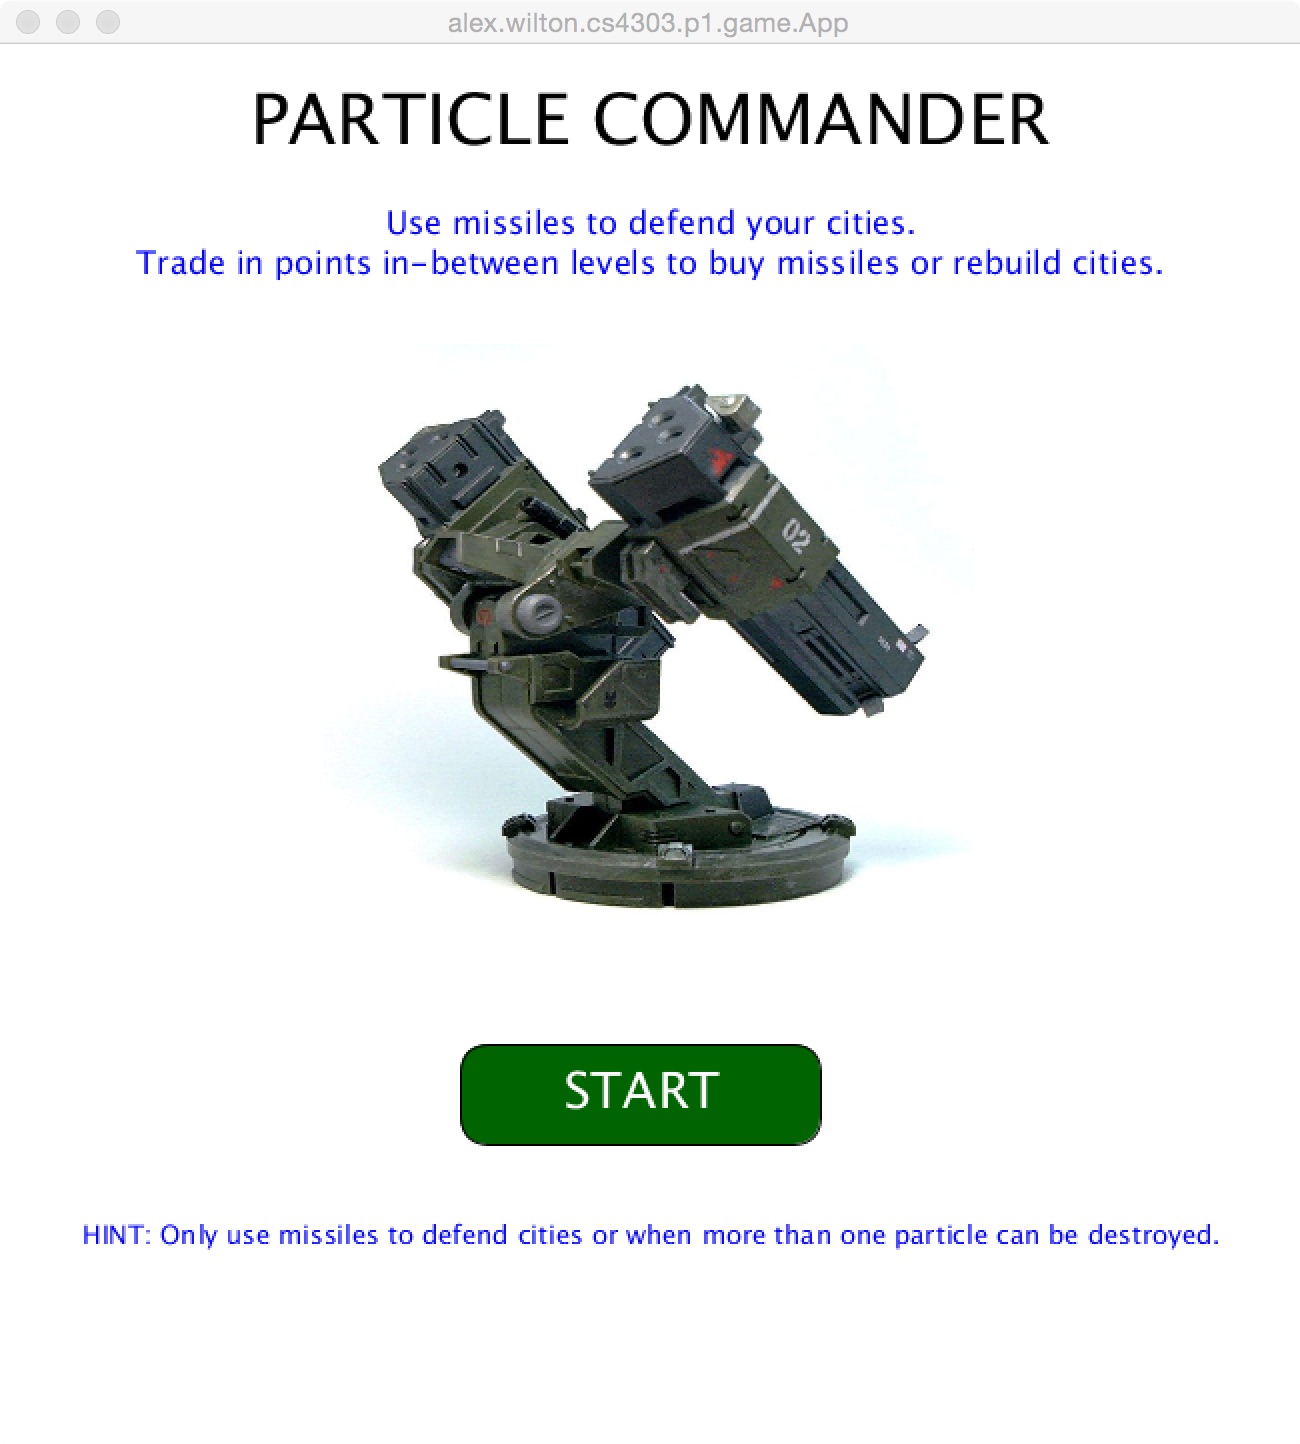 alex.wilton.cs4303.p1.game.App
PARTICLE COMMANDER
Use missiles to defend your cities.
Trade in points in-between levels to buy missiles or rebuild cities.
02
START
HINT: Only use missiles to defend cities or when more than one particle can be destroyed.